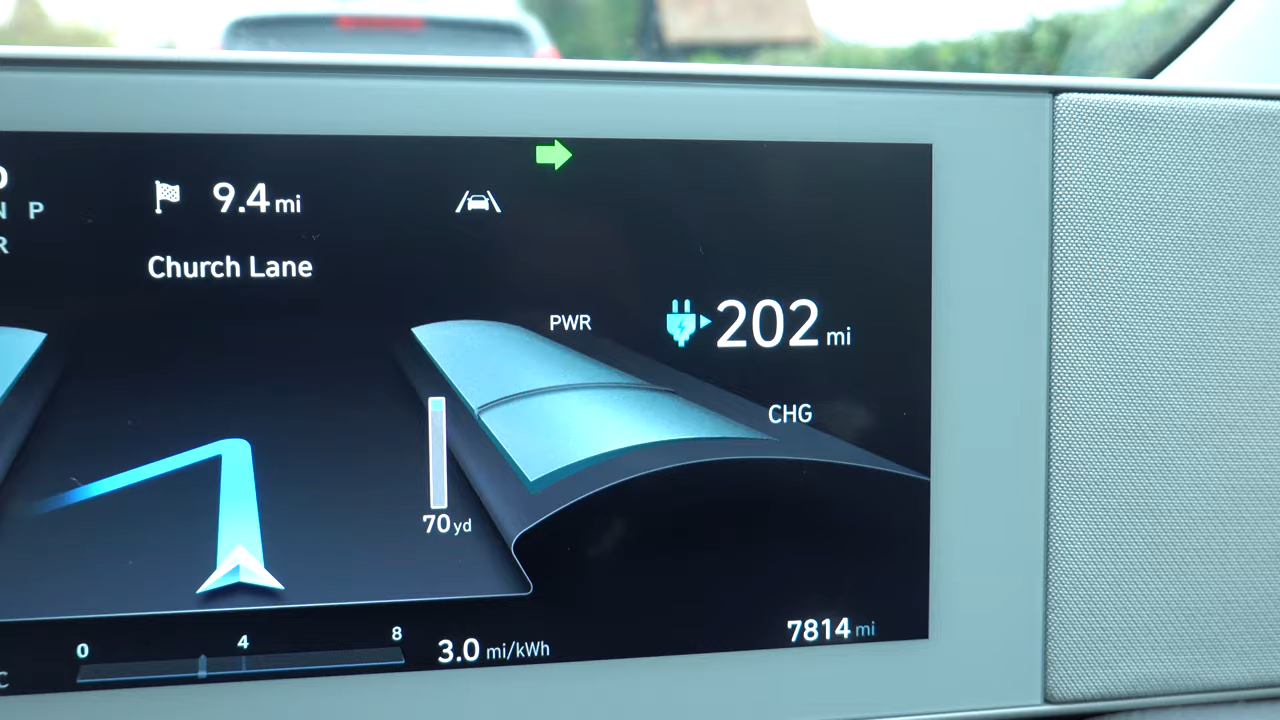 N P
R
9.4 mi
Church Lane
PWR
202 mi
CHG
70 yd
0 4 8
3.0 mi/kWh
7814 mi
C